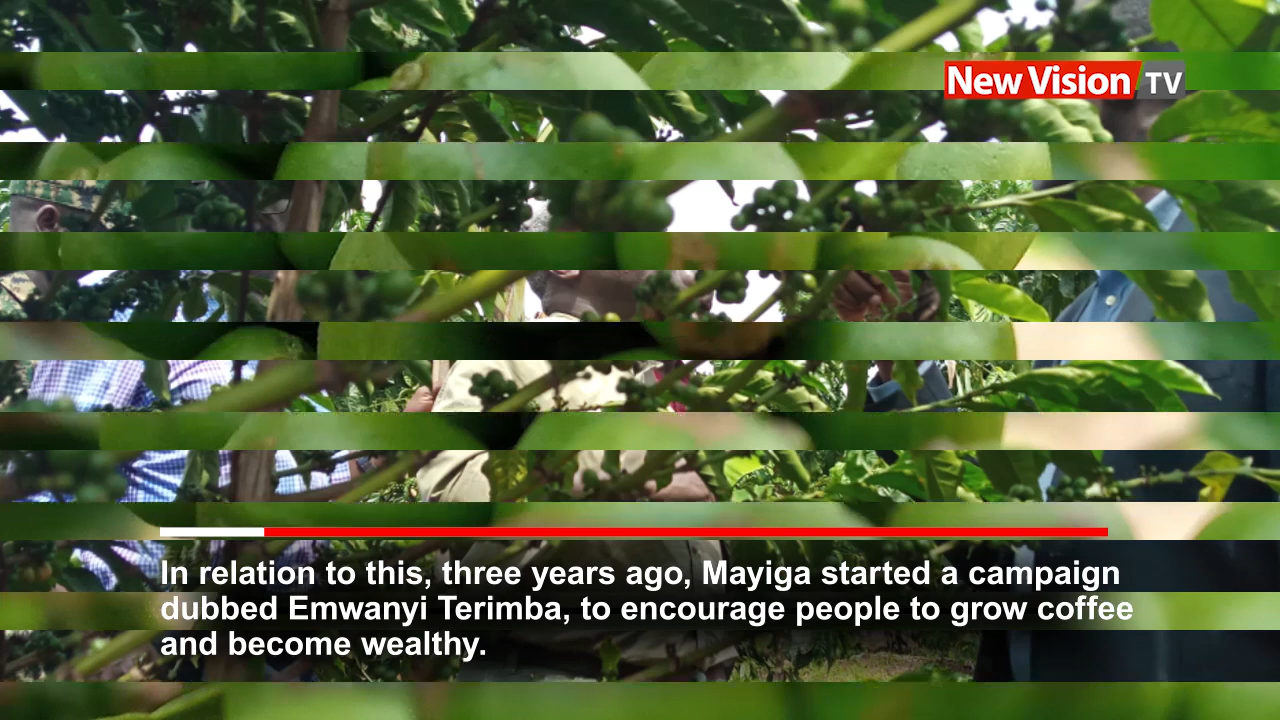 New Vision TV
In relation to this, three years ago, Mayiga started a campaign
dubbed Emwanyi Terimba, to encourage people to grow coffee
and become wealthy.